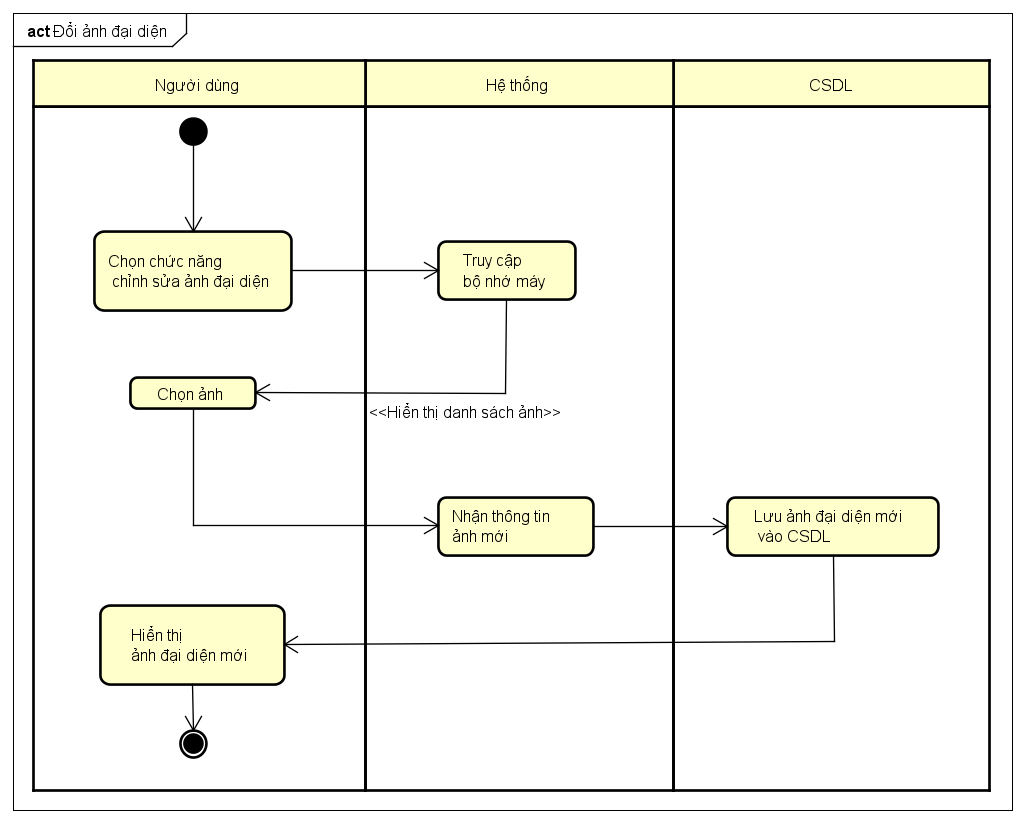 act Đổi ảnh đại diện
Người dùng
Hệ thống
CSDL
Chọn chức năng
chỉnh sửa ảnh đại diện
Truy cập
bộ nhớ máy
Chọn ảnh
<<Hiển thị danh sách ảnh>>
Nhận thông tin
ảnh mới
Lưu ảnh đại diện mới
vào CSDL
Hiển thị
ảnh đại diện mới